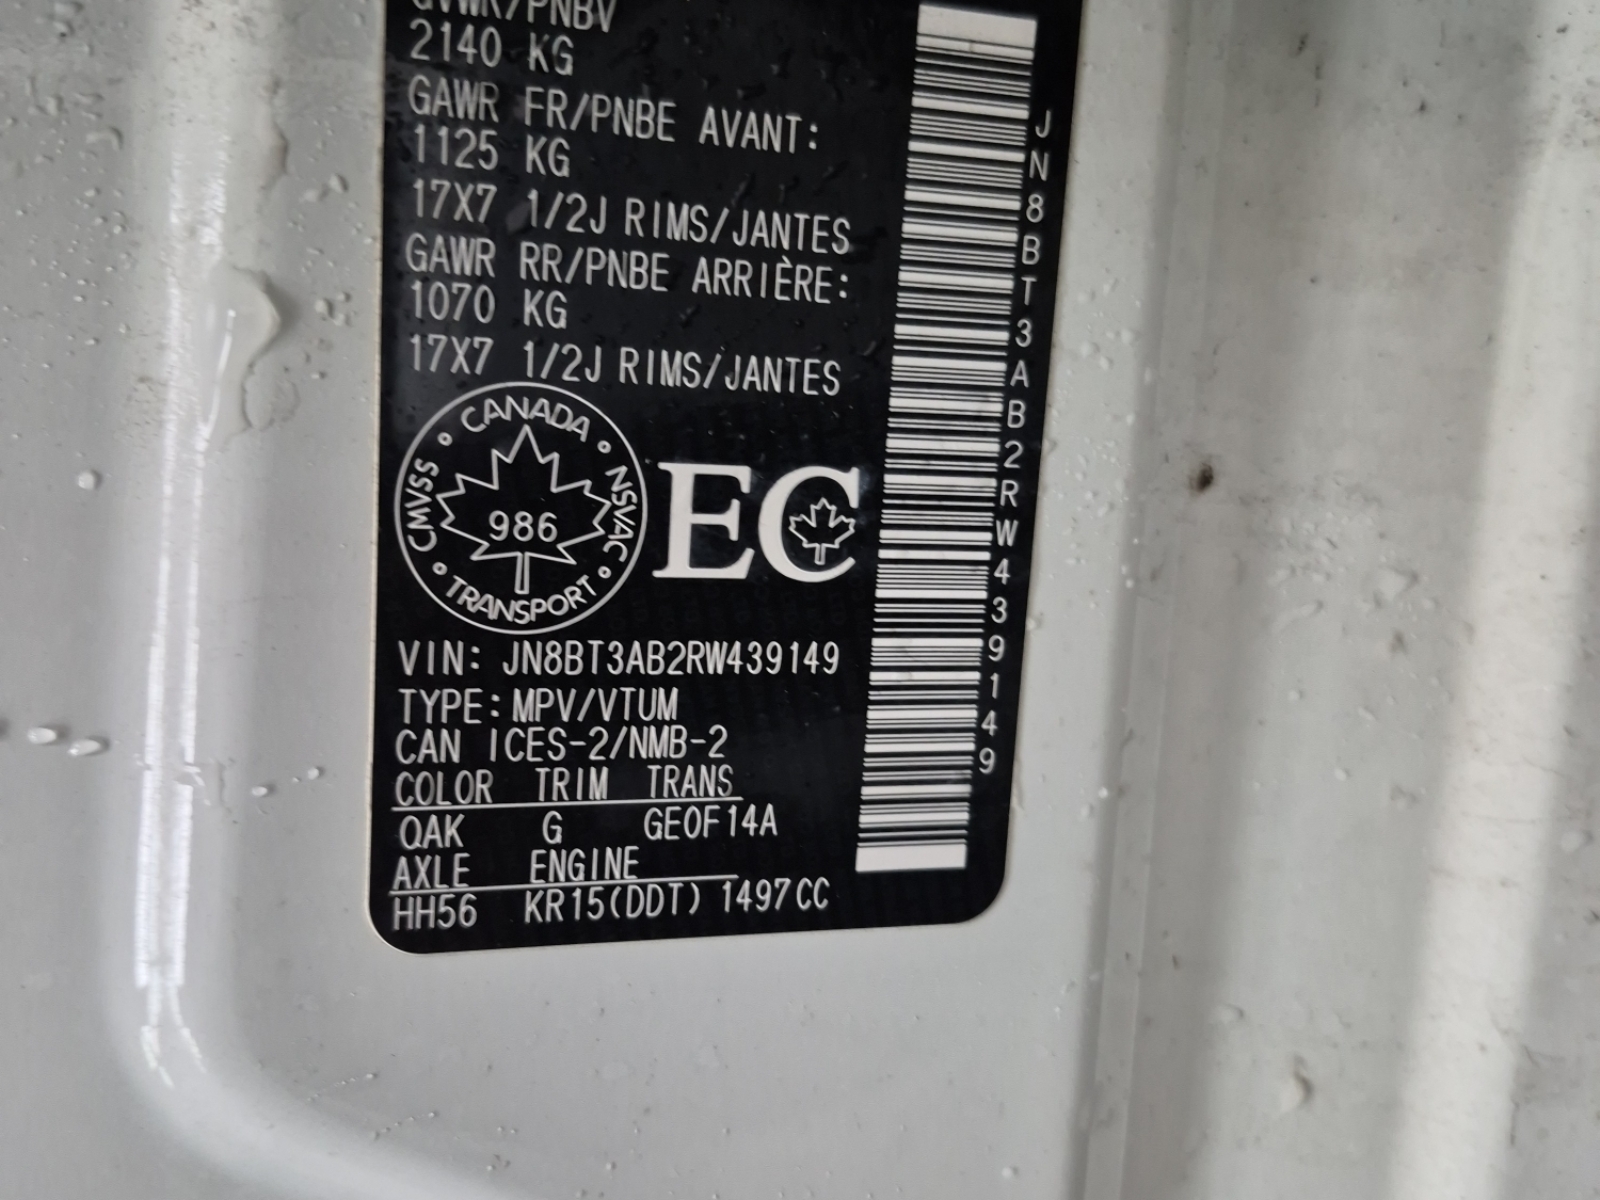 GVWR/PNBV
2140 KG
GAWR FR/PNBE AVANT:
1125 KG
17X7 1/2J RIMS/JANTES
GAWR RR/PNBE ARRIÈRE:
1070 KG
17X7 1/2J RIMS/JANTES
CANADA
CMVSS
NSVAC
986
TRANSPORT
EC
VIN: JN8BT3AB2RW439149
TYPE: MPV/VTUM
CAN ICES-2/NMB-2
COLOR TRIM TRANS
QAK G GE0F14A
AXLE ENGINE
HH56 KR15(DDT) 1497CC
JN8BT3AB2RW439149